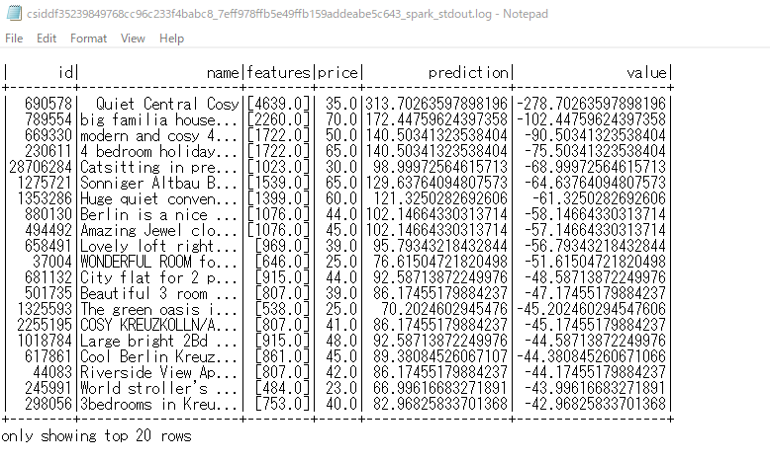 csiddf35239849768cc96c233f4babc8_7eff978ffb5e49ffb159addeabe5c643_spark_stdout.log - Notepad
File Edit Format View Help
| id| name|features|price| prediction| value|
+--------+--------------------+--------+-----+------------------+-------------------+
| 690578| Quiet Central Cosy|[4639.0]| 35.0|313.70263597898196|-278.70263597898196|
| 789554|big familia house...|[2260.0]| 70.0|172.44759624397358|-102.44759624397358|
| 669330|modern and cosy 4...|[1722.0]| 50.0|140.50341323538404| -90.50341323538404|
| 230611|4 bedroom holiday...|[1722.0]| 65.0|140.50341323538404| -75.50341323538404|
|28706284|Catsitting in pre...|[1023.0]| 30.0| 98.99972564615713| -68.99972564615713|
| 1275721|Sonniger Altbau B...|[1539.0]| 65.0|129.63764094807573| -64.63764094807573|
| 1353286|Huge quiet conven...|[1399.0]| 60.0| 121.3250282692606| -61.3250282692606|
| 880130|Berlin is a nice ...|[1076.0]| 44.0|102.14664330313714| -58.14664330313714|
| 494492|Amazing Jewel clo...|[1076.0]| 45.0|102.14664330313714| -57.14664330313714|
| 658491|Lovely loft right...| [969.0]| 39.0| 95.79343218432844| -56.79343218432844|
| 37004|WONDERFUL ROOM fo...| [646.0]| 25.0| 76.61504721820498| -51.61504721820498|
| 681132|City flat for 2 p...| [915.0]| 44.0| 92.58713872249976| -48.58713872249976|
| 501735|Beautiful 3 room ...| [807.0]| 39.0| 86.17455179884237| -47.17455179884237|
| 1325593|The green oasis i...| [538.0]| 25.0| 70.2024602945476|-45.202460294547606|
| 2255195|COSY KREUZKOLLN/A...| [807.0]| 41.0| 86.17455179884237| -45.17455179884237|
| 1018784|Large bright 2Bd ...| [915.0]| 48.0| 92.58713872249976| -44.58713872249976|
| 617861|Cool Berlin Kreuz...| [861.0]| 45.0| 89.38084526067107|-44.380845260671066|
| 44083|Riverside View Ap...| [807.0]| 42.0| 86.17455179884237| -44.17455179884237|
| 245991|World stroller's ...| [484.0]| 23.0| 66.99616683271891| -43.99616683271891|
| 298056|3bedrooms in Kreu...| [753.0]| 40.0| 82.96825833701368| -42.96825833701368|
+--------+--------------------+--------+-----+------------------+-------------------+
only showing top 20 rows